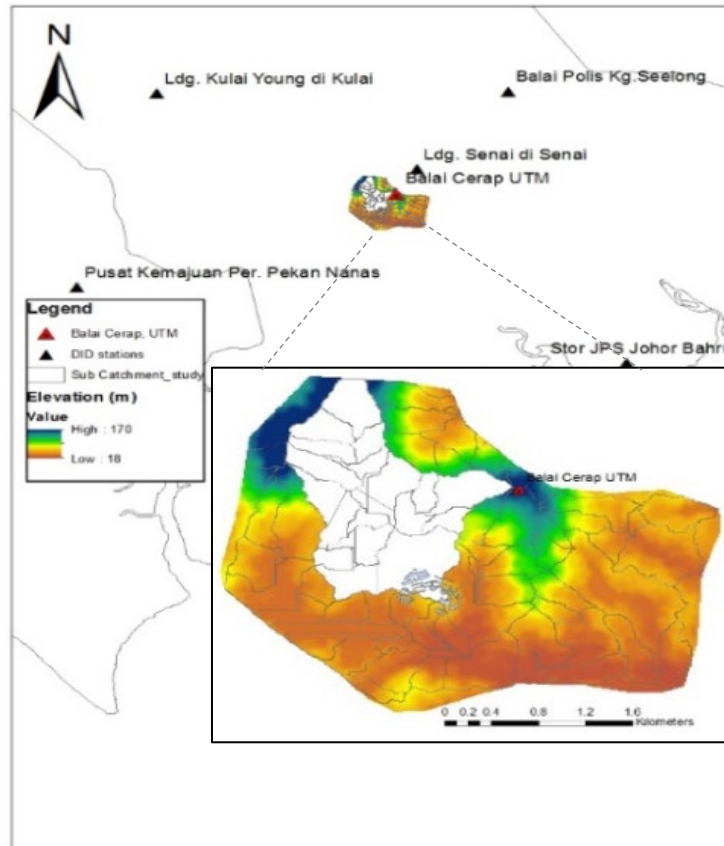 N
Ldg. Kulai Young di Kulai
Balai Polis Kg.Seelong
Ldg. Senai di Senai
Balai Cerap UTM
Pusat Kemajuan Per. Pekan Nanas
Legend
Balai Cerap, UTM
DID stations
Sub Catchment_study
Elevation (m)
Value
High : 170
Low : 18
Stor JPS Johor Bahr
Balai Cerap UTM
0 0.2 0.4 0.8 1.2 1.6
Kilometers